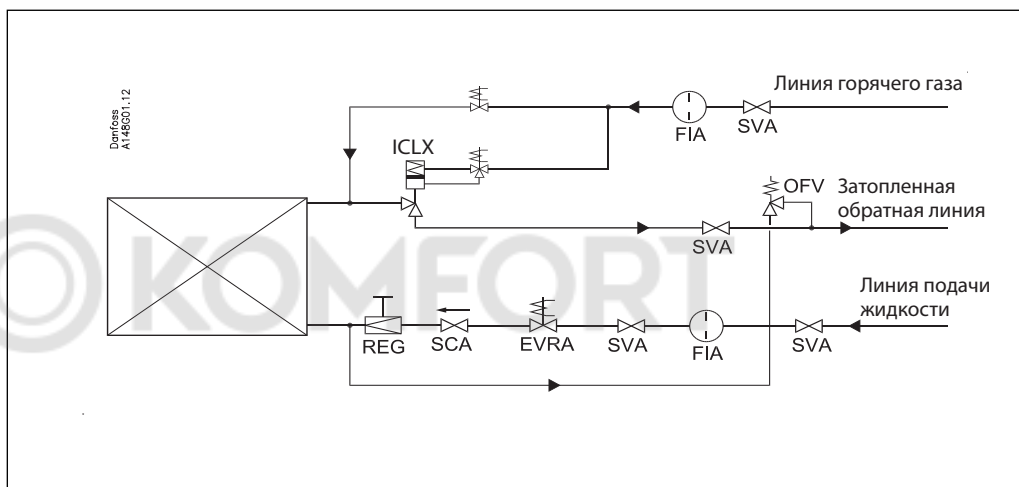 Danfoss
A148G01.12
Линия горячего газа
FIA
SVA
ICLX
OFV
Затопленная
обратная линия
SVA
KOMFORT
Линия подачи
жидкости
REG
SCA
EVRA
SVA
FIA
SVA